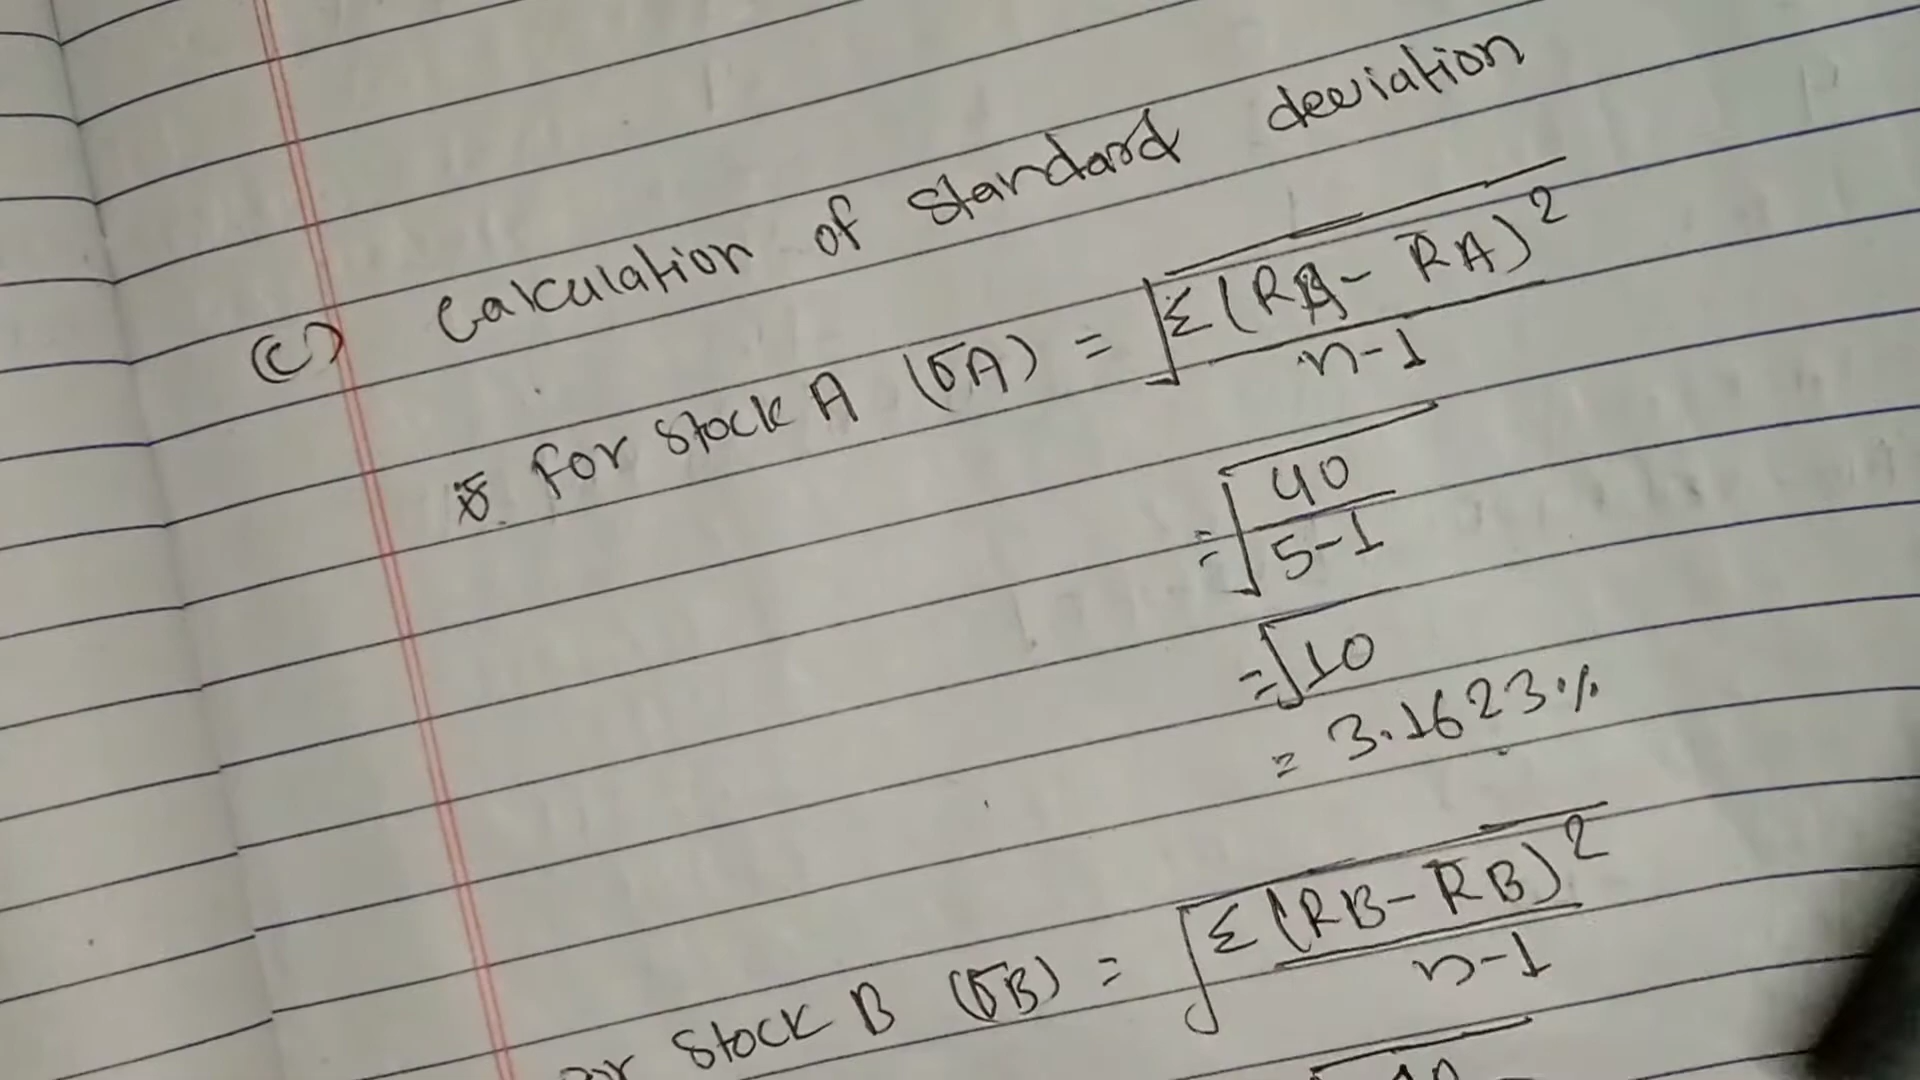 (C) Calculation of Standard deviation
For Stock A (σA) = √Σ(RA - R̅A)² / n-1
= √40 / 5-1
= √10
= 3.1623%
Stock B (σB) = √Σ(RB - R̅B)² / n-1